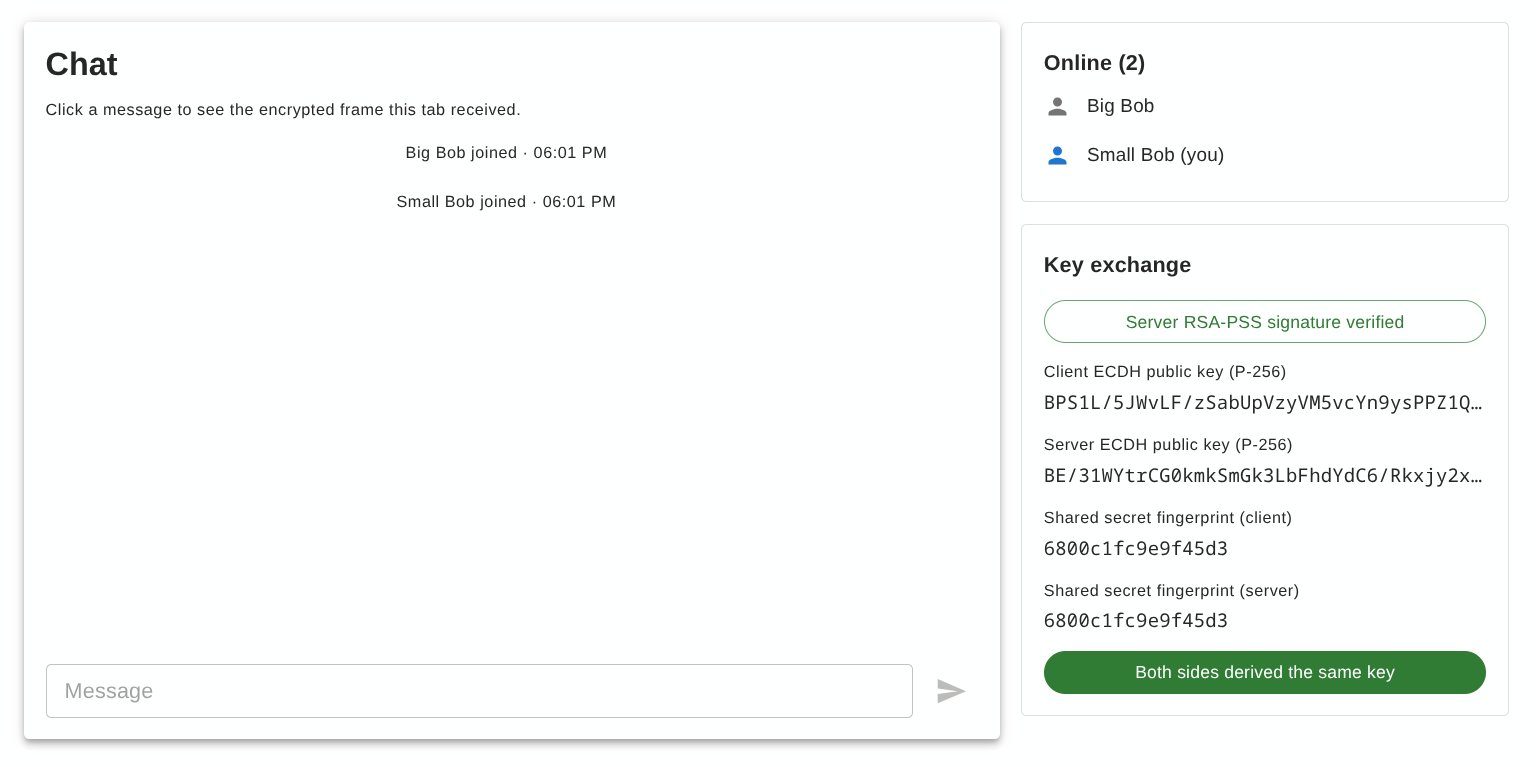 Chat
Click a message to see the encrypted frame this tab received.
Big Bob joined · 06:01 PM
Small Bob joined · 06:01 PM
Message
Online (2)
Big Bob
Small Bob (you)
Key exchange
Server RSA-PSS signature verified
Client ECDH public key (P-256)
BPS1L/5JWvLF/zSabUpVzyVM5vcYn9ysPPZ1Q…
Server ECDH public key (P-256)
BE/31WYtrCG0kmkSmGk3LbFhdYdC6/Rkxjy2x…
Shared secret fingerprint (client)
6800c1fc9e9f45d3
Shared secret fingerprint (server)
6800c1fc9e9f45d3
Both sides derived the same key